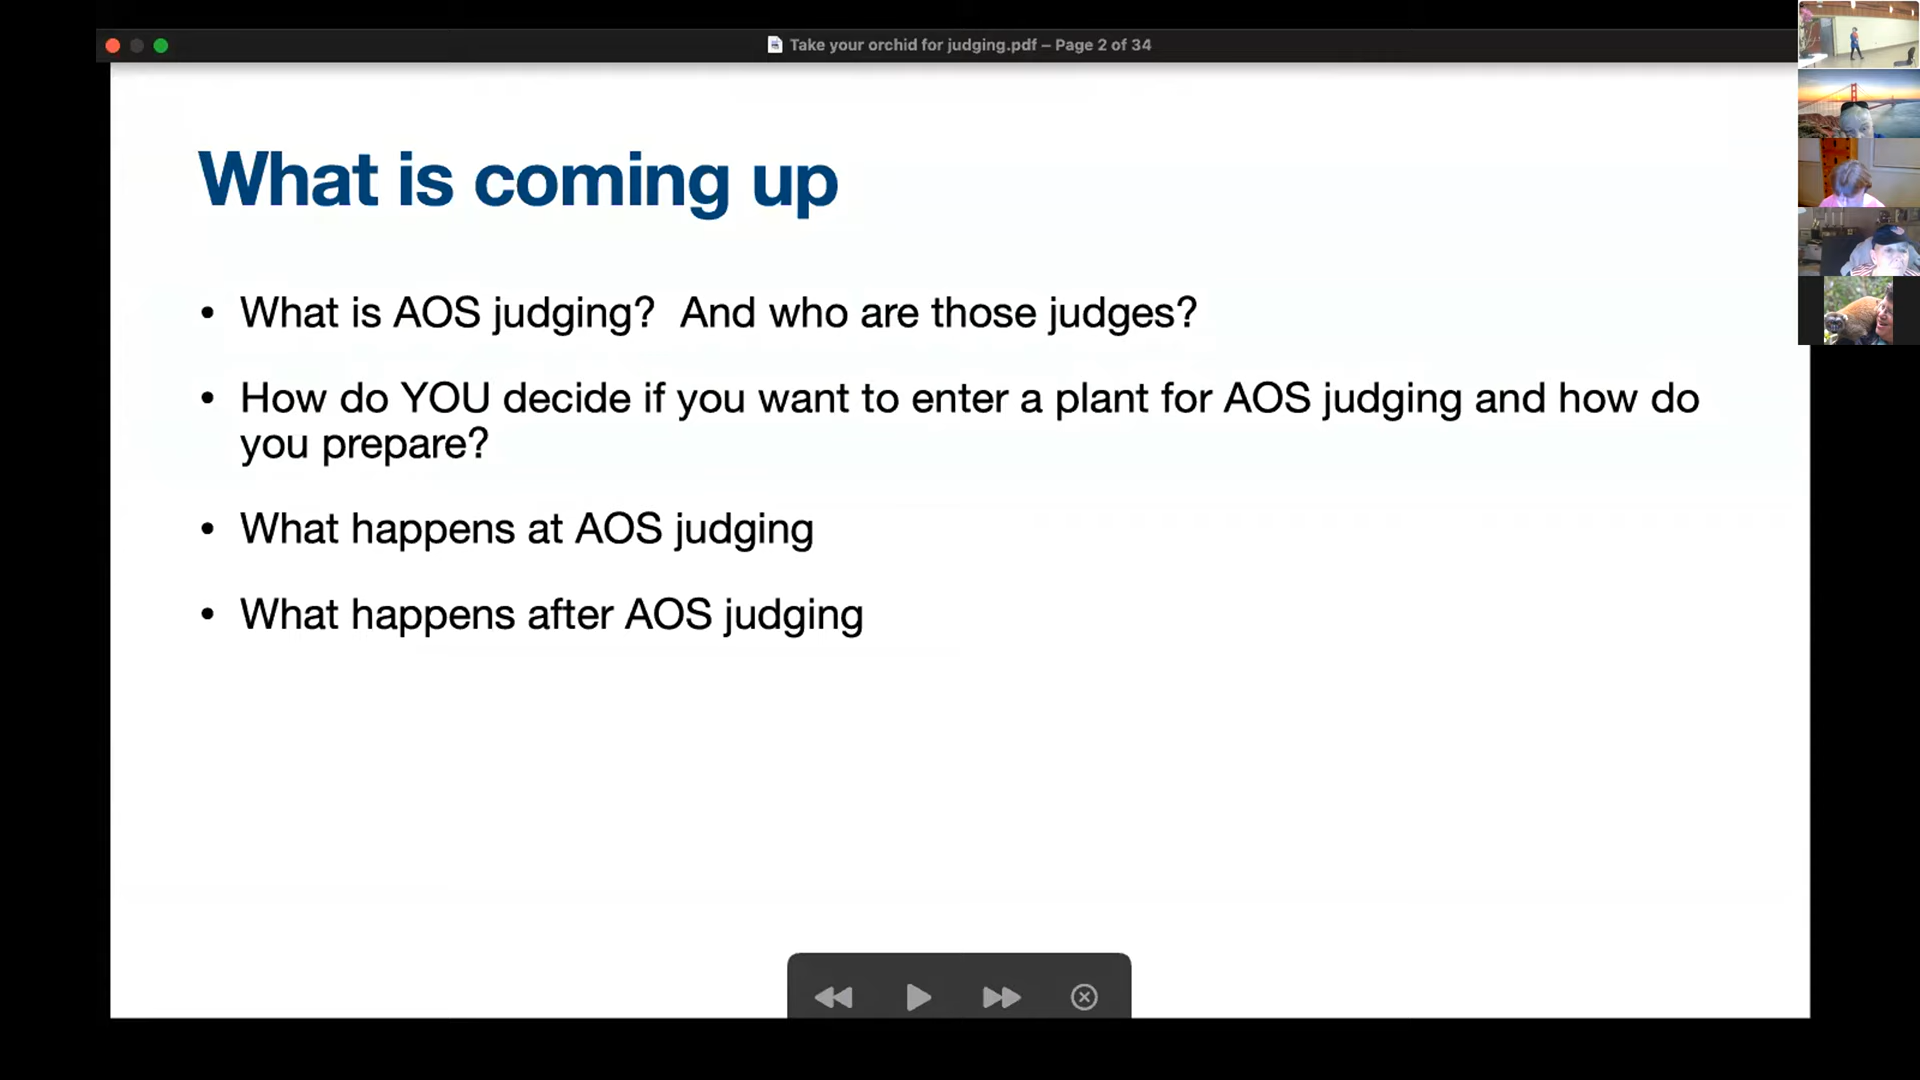 Take your orchid for judging.pdf – Page 2 of 34
What is coming up
• What is AOS judging?  And who are those judges?
• How do YOU decide if you want to enter a plant for AOS judging and how do
you prepare?
• What happens at AOS judging
• What happens after AOS judging